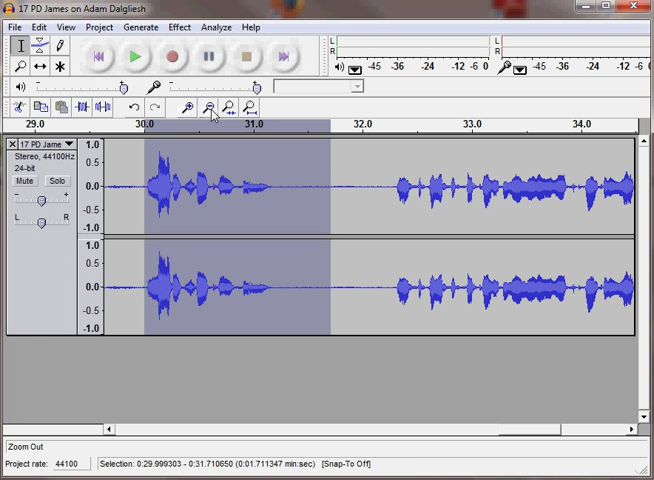 17 PD James on Adam Dalgliesh
File Edit View Project Generate Effect Analyze Help
L
R
-45 -36 -24 -12 -6
L
R
-45 -36 -24 -12 -6
29.0 30.0 31.0 32.0 33.0 34.0
17 PD Jame
Stereo, 44100Hz
24-bit
Mute Solo
- +
L R
1.0
0.5
0.0
-0.5
-1.0
1.0
0.5
0.0
-0.5
-1.0
Zoom Out
Project rate: 44100 Selection: 0:29.999303 - 0:31.710650 (0:01.711347 min:sec) [Snap-To Off]